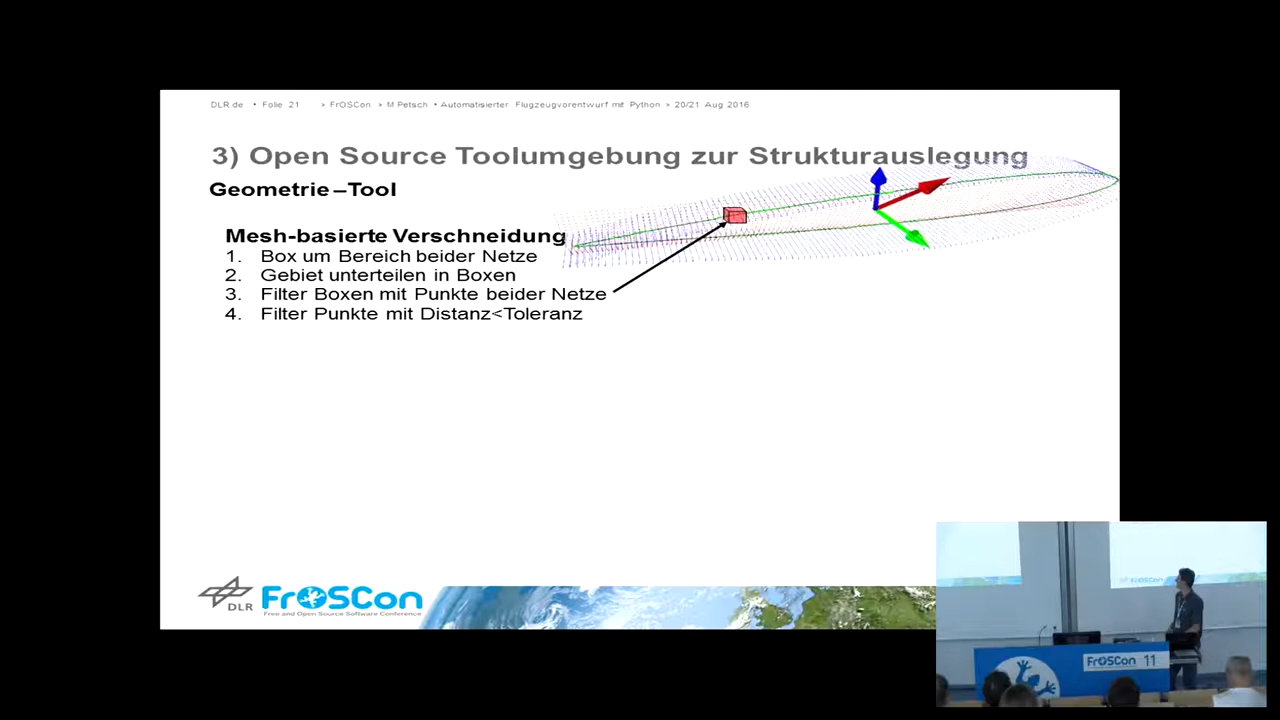 DLR.de • Folie 21 > FrOSCon > M Petsch • Automatisierter Flugzeugvorentwurf mit Python > 20/21 Aug 2016
3) Open Source Toolumgebung zur Strukturauslegung
Geometrie–Tool
Mesh-basierte Verschneidung
1. Box um Bereich beider Netze
2. Gebiet unterteilen in Boxen
3. Filter Boxen mit Punkte beider Netze
4. Filter Punkte mit Distanz<Toleranz
DLR
FrOSCon
Free and Open Source Software Conference
FrOSCon
FrOSCon 11